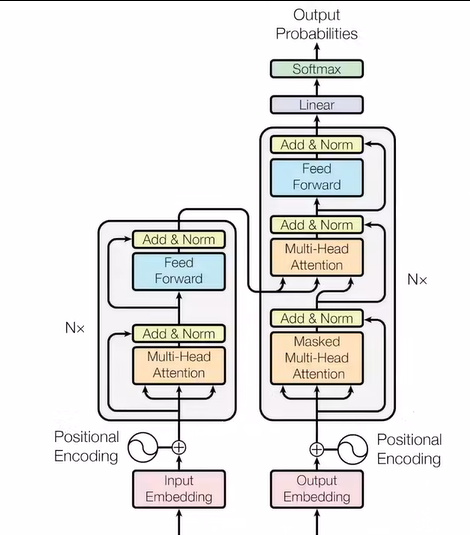 Output
Probabilities
Softmax
Linear
Add & Norm
Feed
Forward
Add & Norm
Multi-Head
Attention
Add & Norm
Masked
Multi-Head
Attention
Nx
Add & Norm
Feed
Forward
Add & Norm
Multi-Head
Attention
Nx
Positional
Encoding
Positional
Encoding
Input
Embedding
Output
Embedding